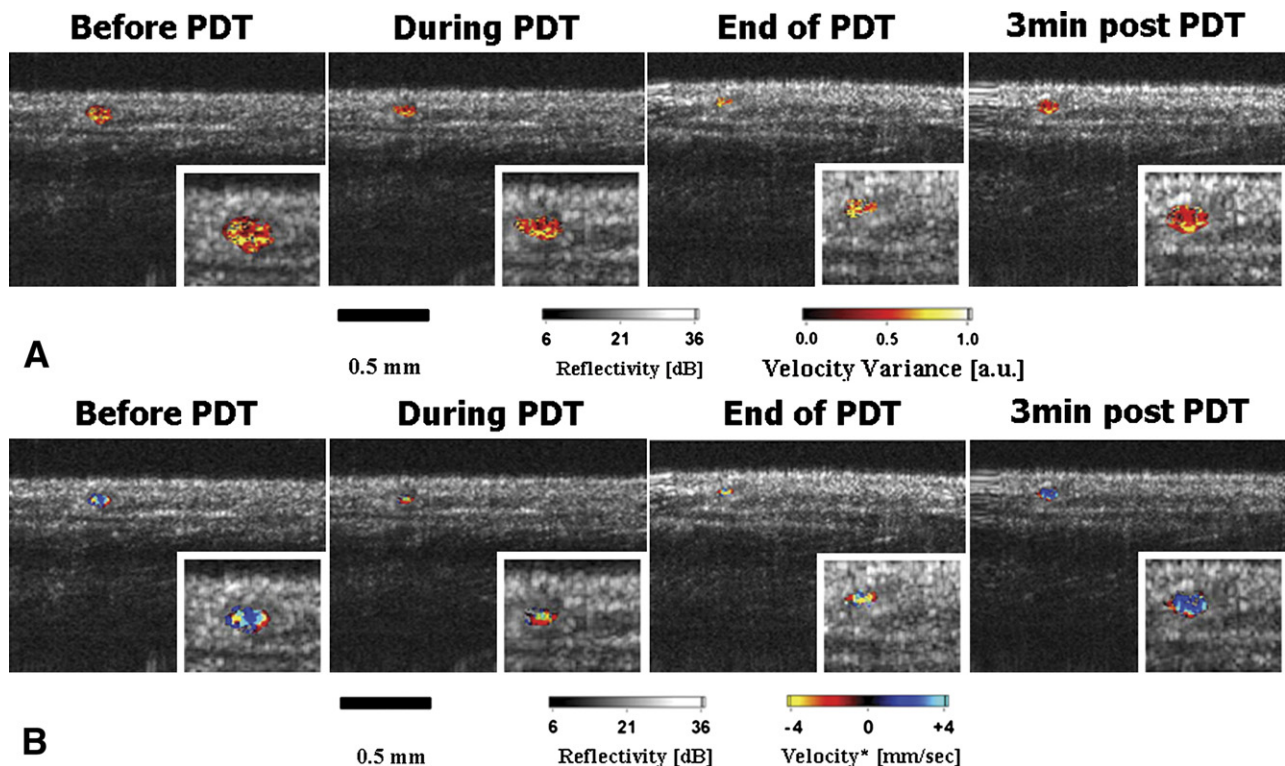 Before PDT During PDT End of PDT 3min post PDT
6 21 36 0.0 0.5 1.0
A 0.5 mm Reflectivity [dB] Velocity Variance [a.u.]
Before PDT During PDT End of PDT 3min post PDT
6 21 36 -4 0 +4
B 0.5 mm Reflectivity [dB] Velocity* [mm/sec]